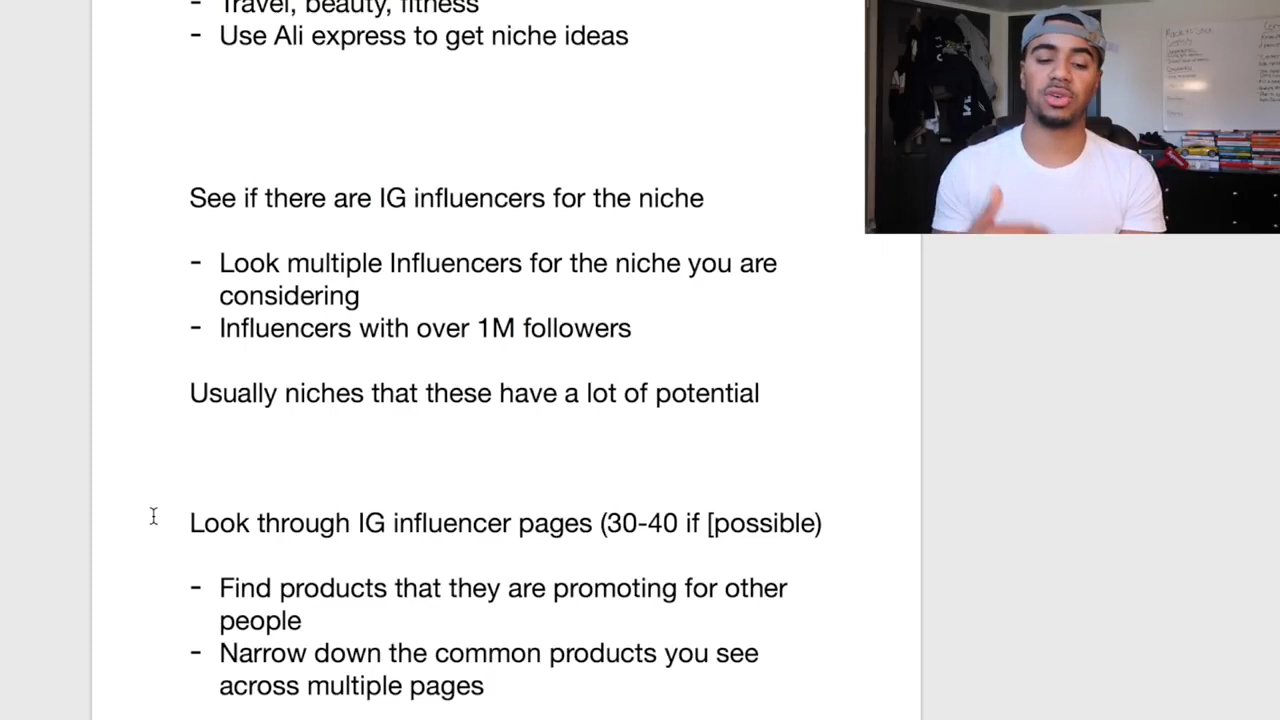 - Travel, beauty, fitness
- Use Ali express to get niche ideas
See if there are IG influencers for the niche
- Look multiple Influencers for the niche you are
considering
- Influencers with over 1M followers
Usually niches that these have a lot of potential
Look through IG influencer pages (30-40 if [possible)
- Find products that they are promoting for other
people
- Narrow down the common products you see
across multiple pages